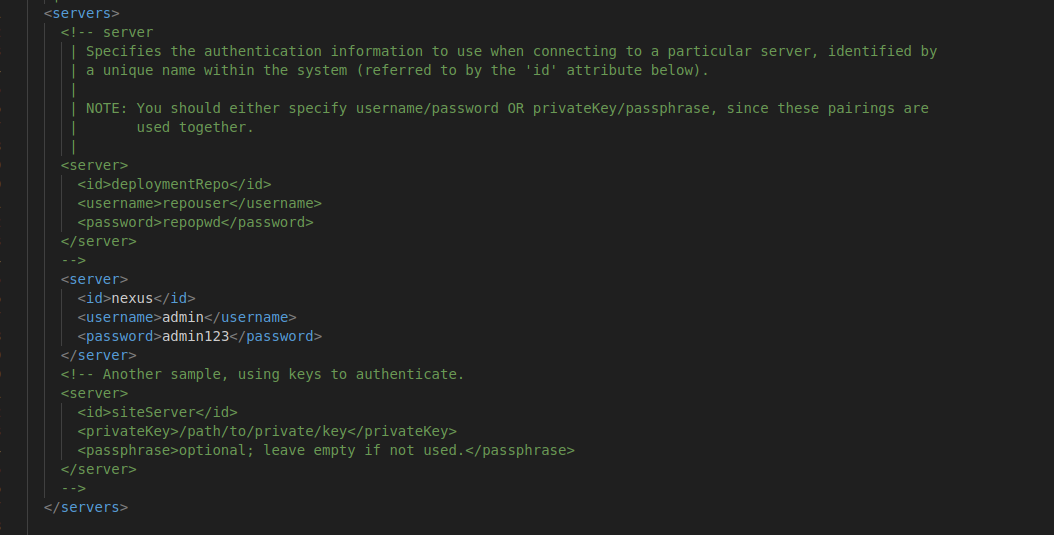 <servers>
<!-- server
| Specifies the authentication information to use when connecting to a particular server, identified by
| a unique name within the system (referred to by the 'id' attribute below).
|
| NOTE: You should either specify username/password OR privateKey/passphrase, since these pairings are
|       used together.
|
<server>
<id>deploymentRepo</id>
<username>repouser</username>
<password>repopwd</password>
</server>
-->
<server>
<id>nexus</id>
<username>admin</username>
<password>admin123</password>
</server>
<!-- Another sample, using keys to authenticate.
<server>
<id>siteServer</id>
<privateKey>/path/to/private/key</privateKey>
<passphrase>optional; leave empty if not used.</passphrase>
</server>
-->
</servers>